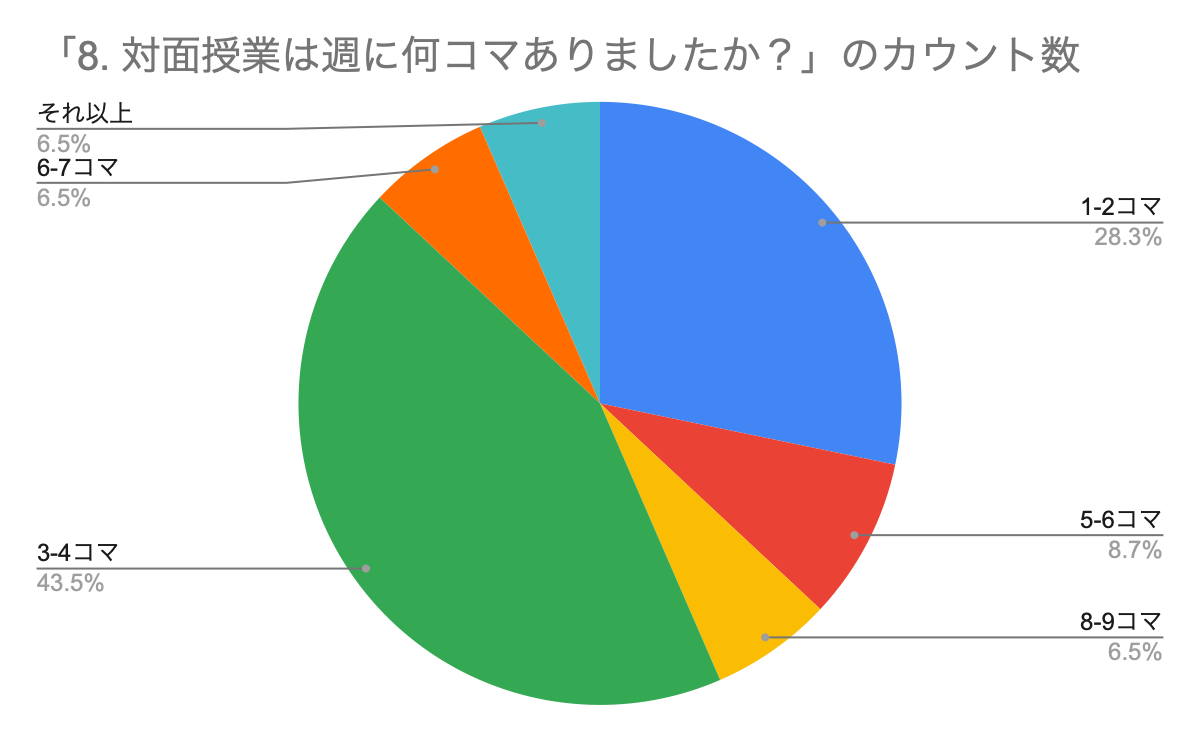 「8. 対面授業は週に何コマありましたか？」のカウント数
それ以上
6.5%
6-7コマ
6.5%
1-2コマ
28.3%
5-6コマ
8.7%
3-4コマ
43.5%
8-9コマ
6.5%